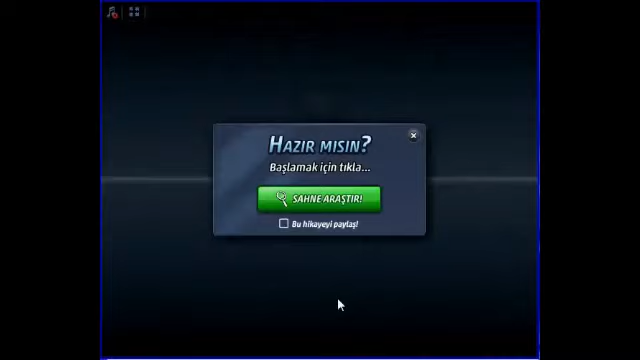 HAZIR MISIN?
Başlamak için tıkla...
SAHNE ARAŞTIR!
Bu hikayeyi paylaş!